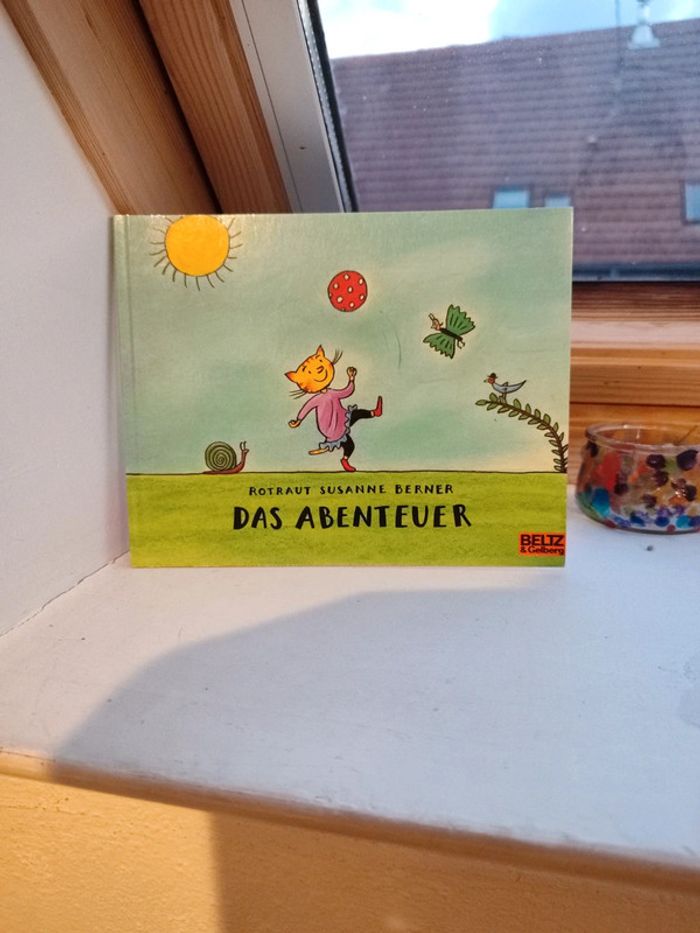 ROTRAUT SUSANNE BERNER
DAS ABENTEUER
BELTZ
& Gelberg